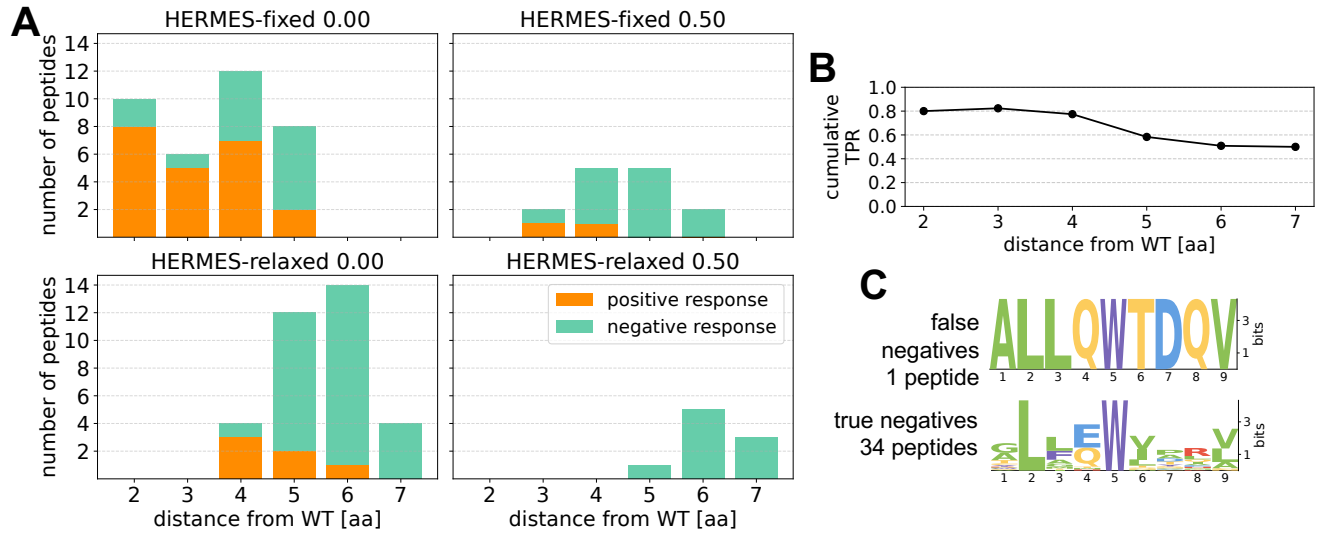 A
HERMES-fixed 0.00
HERMES-fixed 0.50
number of peptides
14
12
10
8
6
4
2
HERMES-relaxed 0.00
HERMES-relaxed 0.50
number of peptides
14
12
10
8
6
4
2
positive response
negative response
2 3 4 5 6 7
2 3 4 5 6 7
distance from WT [aa]
distance from WT [aa]
B
cumulative
TPR
1.0
0.8
0.6
0.4
0.2
0.0
2 3 4 5 6 7
distance from WT [aa]
C
false
negatives
1 peptide
ALLQWTDQV
1 2 3 4 5 6 7 8 9
3
1
bits
true negatives
34 peptides
1 2 3 4 5 6 7 8 9
3
1
bits